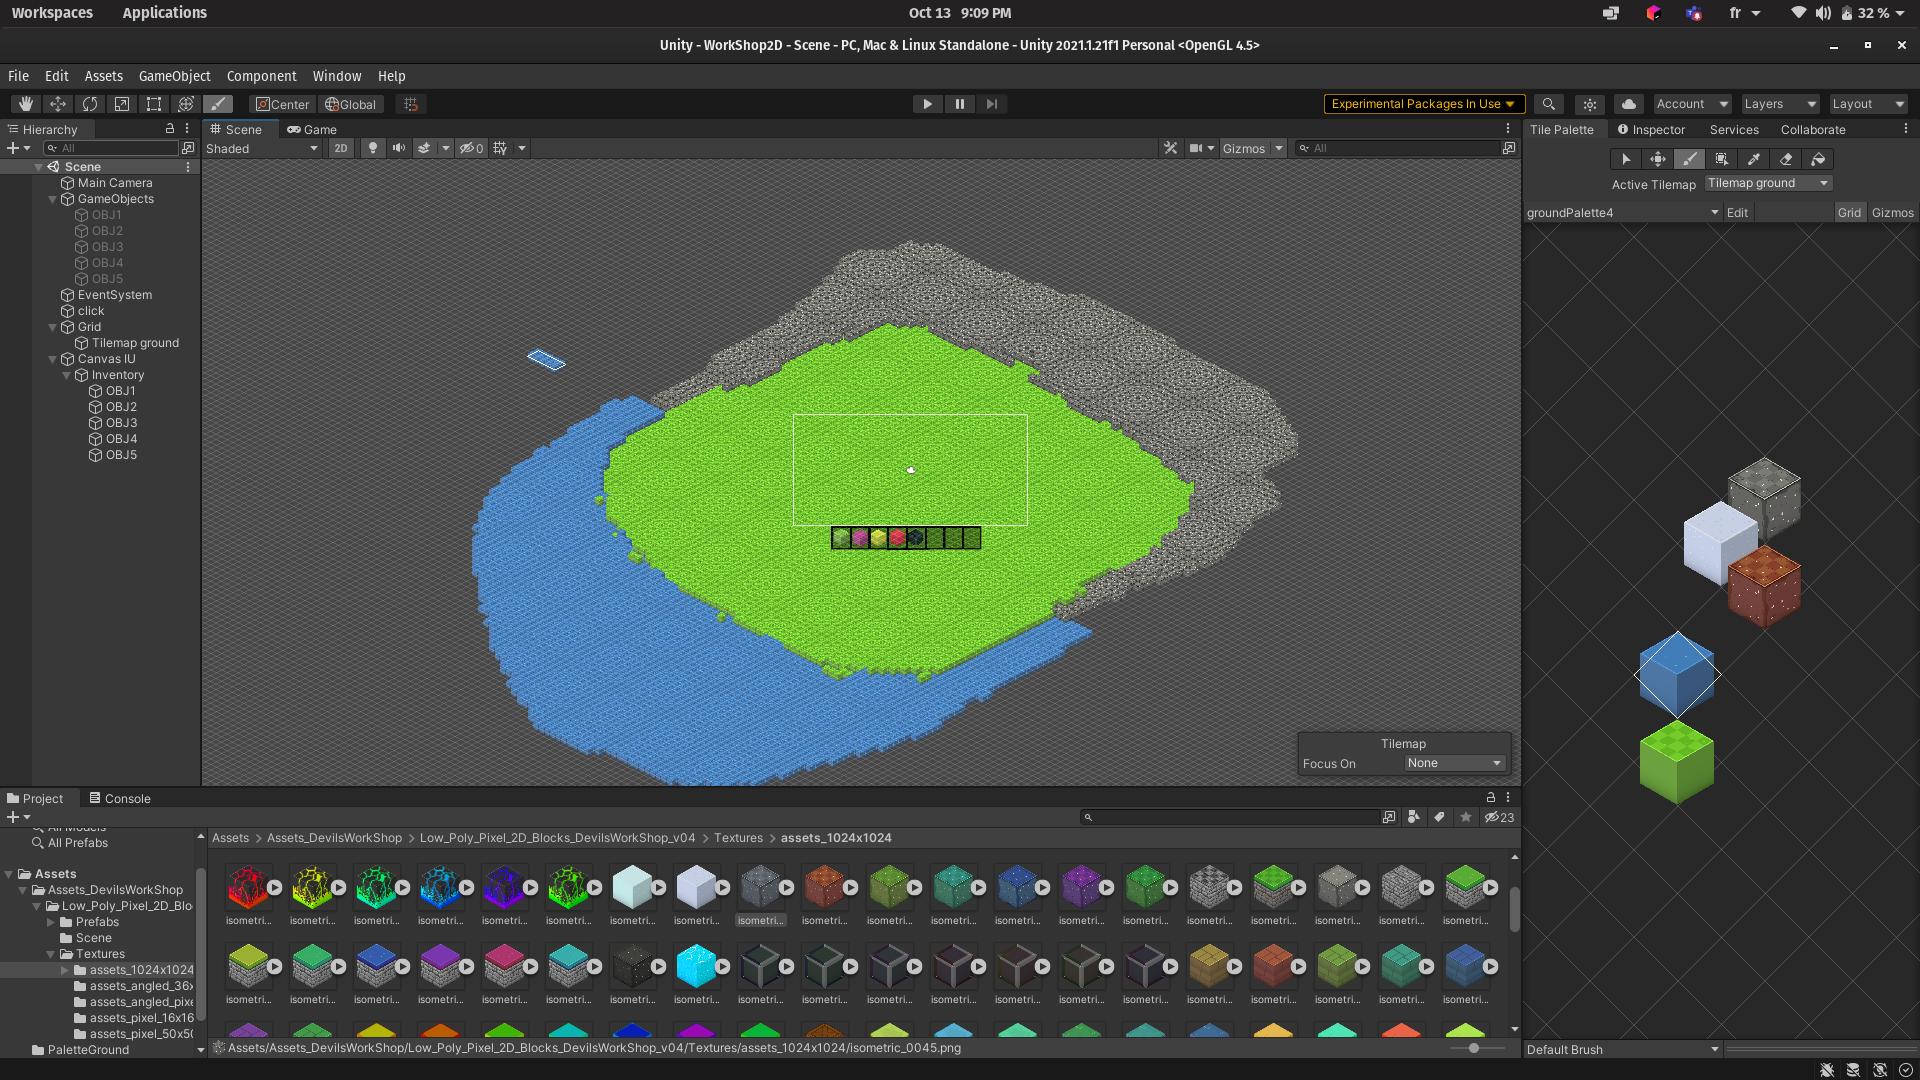 Workspaces Applications Oct 13 9:09 PM fr 32 %
Unity - WorkShop2D - Scene - PC, Mac & Linux Standalone - Unity 2021.1.21f1 Personal <OpenGL 4.5>
File Edit Assets GameObject Component Window Help
Center Global Experimental Packages In Use Account Layers Layout
Hierarchy Scene Game Tile Palette Inspector Services Collaborate
All Shaded 2D 0 Gizmos All
Scene
Main Camera
GameObjects
OBJ1
OBJ2
OBJ3
OBJ4
OBJ5
EventSystem
click
Grid
Tilemap ground
Canvas IU
Inventory
OBJ1
OBJ2
OBJ3
OBJ4
OBJ5
Active Tilemap Tilemap ground
groundPalette4 Edit Grid Gizmos
Tilemap
Focus On None
Project Console
23
All Prefabs
Assets
Assets_DevilsWorkShop
Low_Poly_Pixel_2D_Blo
Prefabs
Scene
Textures
assets_1024x1024
assets_angled_36x
assets_angled_pixe
assets_pixel_16x16
assets_pixel_50x50
PaletteGround
Assets > Assets_DevilsWorkShop > Low_Poly_Pixel_2D_Blocks_DevilsWorkShop_v04 > Textures > assets_1024x1024
isometri... isometri... isometri... isometri... isometri... isometri... isometri... isometri... isometri... isometri... isometri... isometri... isometri... isometri... isometri... isometri... isometri... isometri... isometri... isometri...
isometri... isometri... isometri... isometri... isometri... isometri... isometri... isometri... isometri... isometri... isometri... isometri... isometri... isometri... isometri... isometri... isometri... isometri... isometri... isometri...
Assets/Assets_DevilsWorkShop/Low_Poly_Pixel_2D_Blocks_DevilsWorkShop_v04/Textures/assets_1024x1024/isometric_0045.png
Default Brush